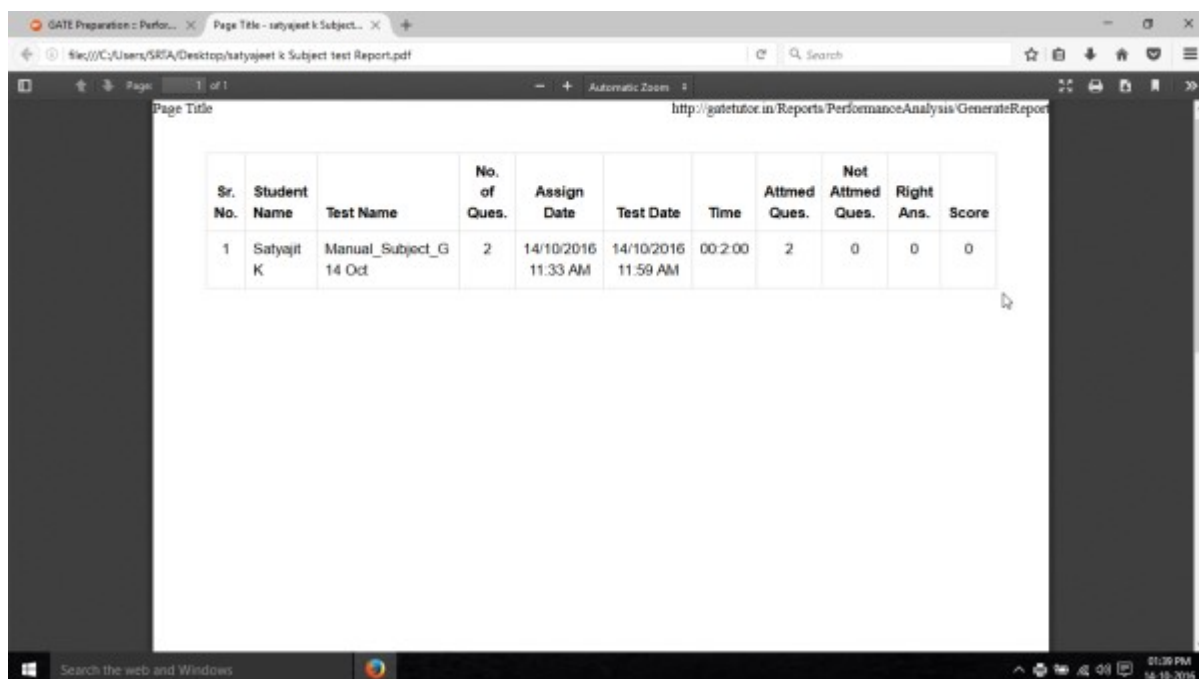 GATE Preparation :: Perfor...
Page Title - satyajeet k Subject...
file:///C:/Users/SRTA/Desktop/satyajeet k Subject test Report.pdf
Search
Page: 1 of 1
Automatic Zoom
Page Title http://gatetutor.in/Reports/PerformanceAnalysis/GenerateReport
Sr. No. Student Name Test Name No. of Ques. Assign Date Test Date Time Attmed Ques. Not Attmed Ques. Right Ans. Score
1 Satyajit K Manual_Subject_G 14 Oct 2 14/10/2016 11:33 AM 14/10/2016 11:59 AM 00:2:00 2 0 0 0
Search the web and Windows
01:39 PM
14-10-2016